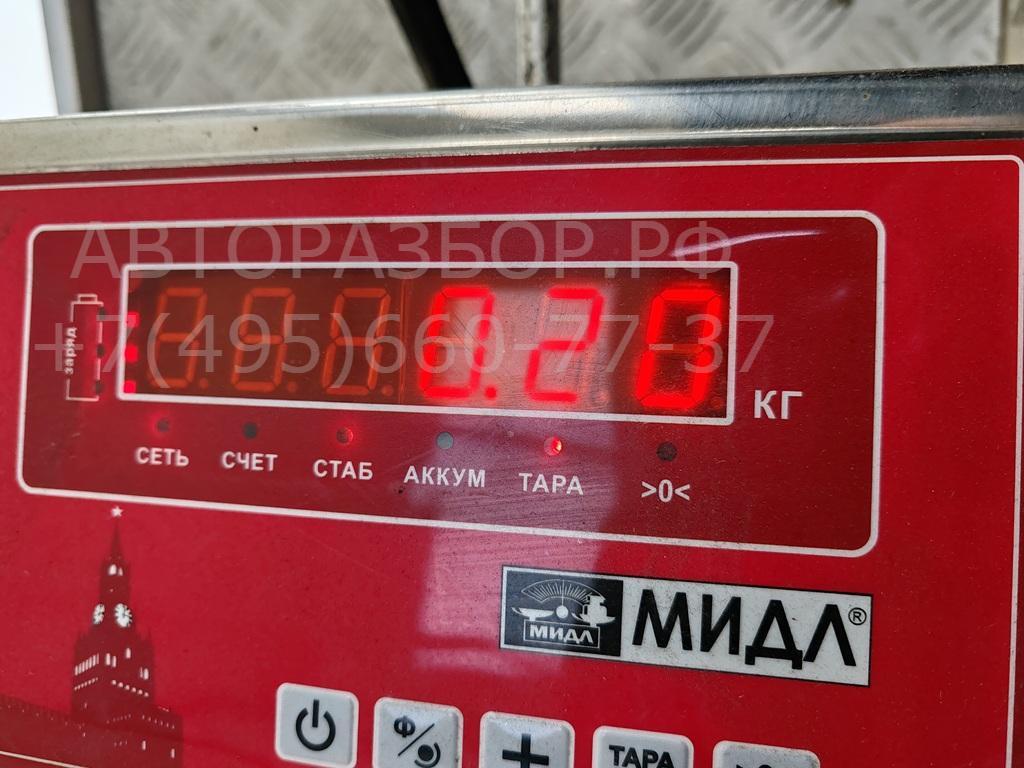 АВТОРАЗБОР.РФ
+7(495)660-77-37
заряд
0.20
КГ
СЕТЬ СЧЕТ СТАБ АККУМ ТАРА >0<
МИДЛ МИДЛ®
Ф/
+
ТАРА